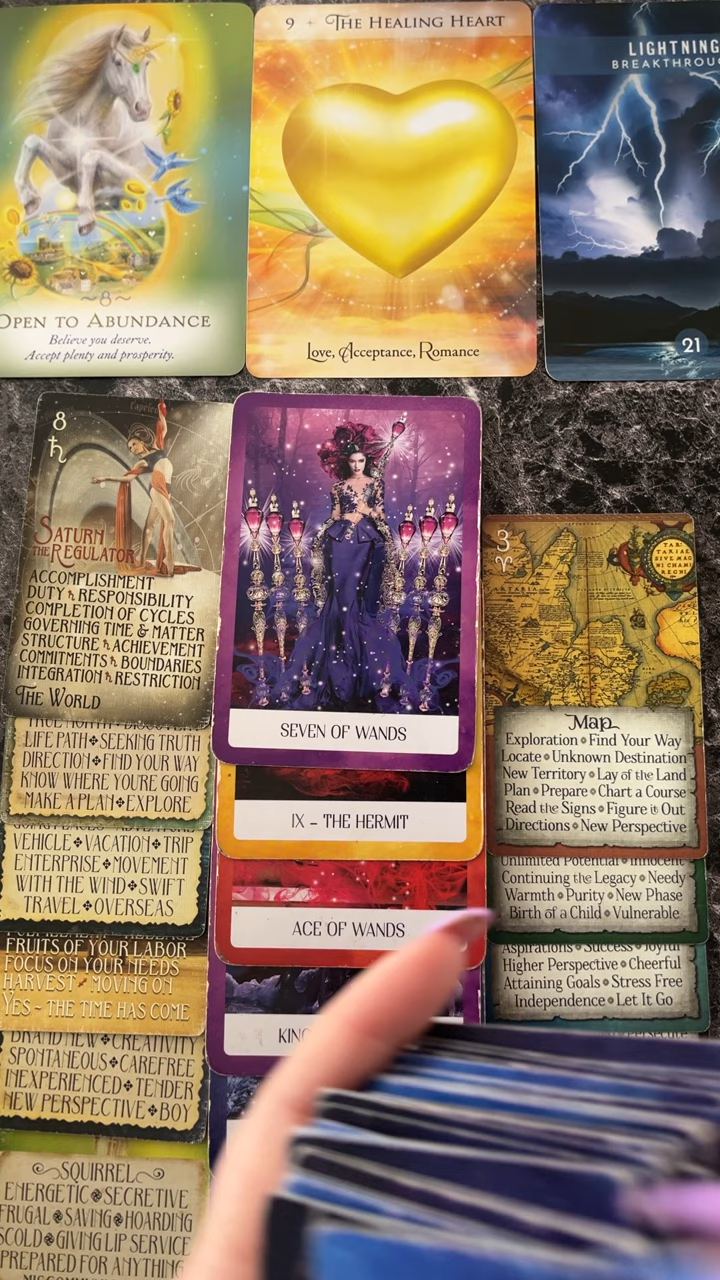 ~8~
OPEN TO ABUNDANCE
Believe you deserve.
Accept plenty and prosperity.
9 + THE HEALING HEART
Love, Acceptance, Romance
LIGHTNING
21
8
♄
SATURN
THE REGULATOR
ACCOMPLISHMENT
DUTY ♄ RESPONSIBILITY
COMPLETION OF CYCLES
GOVERNING TIME & MATTER
STRUCTURE ♄ ACHIEVEMENT
COMMITMENTS ♄ BOUNDARIES
INTEGRATION ♄ RESTRICTION
THE WORLD
LIFE PATH❖SEEKING TRUTH
DIRECTION❖FIND YOUR WAY
KNOW WHERE YOU'RE GOING
MAKE A PLAN❖EXPLORE
VEHICLE❖VACATION❖TRIP
ENTERPRISE❖MOVEMENT
WITH THE WIND❖SWIFT
TRAVEL❖OVERSEAS
FRUITS OF YOUR LABOR
FOCUS ON YOUR NEEDS
HARVEST MOVING ON
YES – THE TIME HAS COME
BRAND NEW❖CREATIVITY
SPONTANEOUS❖CAREFREE
INEXPERIENCED❖TENDER
NEW PERSPECTIVE❖BOY
SQUIRREL
ENERGETIC❖SECRETIVE
FRUGAL❖SAVING❖HOARDING
SCOLD❖GIVING LIP SERVICE
PREPARED FOR ANYTHING
SEVEN OF WANDS
IX – THE HERMIT
ACE OF WANDS
3
♈
TAR
TARIAE
SIVE MAG
NI CHAMI
REGNI
Map
Exploration • Find Your Way
Locate • Unknown Destination
New Territory • Lay of the Land
Plan • Prepare • Chart a Course
Read the Signs • Figure it Out
Directions • New Perspective
Unlimited Potential • Innocent
Continuing the Legacy • Needy
Warmth • Purity • New Phase
Birth of a Child • Vulnerable
Aspirations • Success • Joyful
Higher Perspective • Cheerful
Attaining Goals • Stress Free
Independence • Let It Go